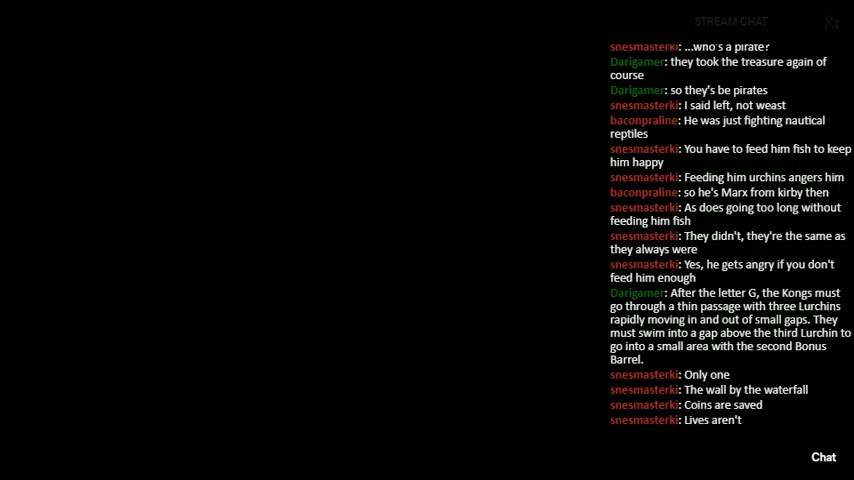 STREAM CHAT
snesmasterki: ...who's a pirate?
Darigamer: they took the treasure again of
course
Darigamer: so they's be pirates
snesmasterki: I said left, not weast
baconpraline: He was just fighting nautical
reptiles
snesmasterki: You have to feed him fish to keep
him happy
snesmasterki: Feeding him urchins angers him
baconpraline: so he's Marx from kirby then
snesmasterki: As does going too long without
feeding him fish
snesmasterki: They didn't, they're the same as
they always were
snesmasterki: Yes, he gets angry if you don't
feed him enough
Darigamer: After the letter G, the Kongs must
go through a thin passage with three Lurchins
rapidly moving in and out of small gaps. They
must swim into a gap above the third Lurchin to
go into a small area with the second Bonus
Barrel.
snesmasterki: Only one
snesmasterki: The wall by the waterfall
snesmasterki: Coins are saved
snesmasterki: Lives aren't
Chat